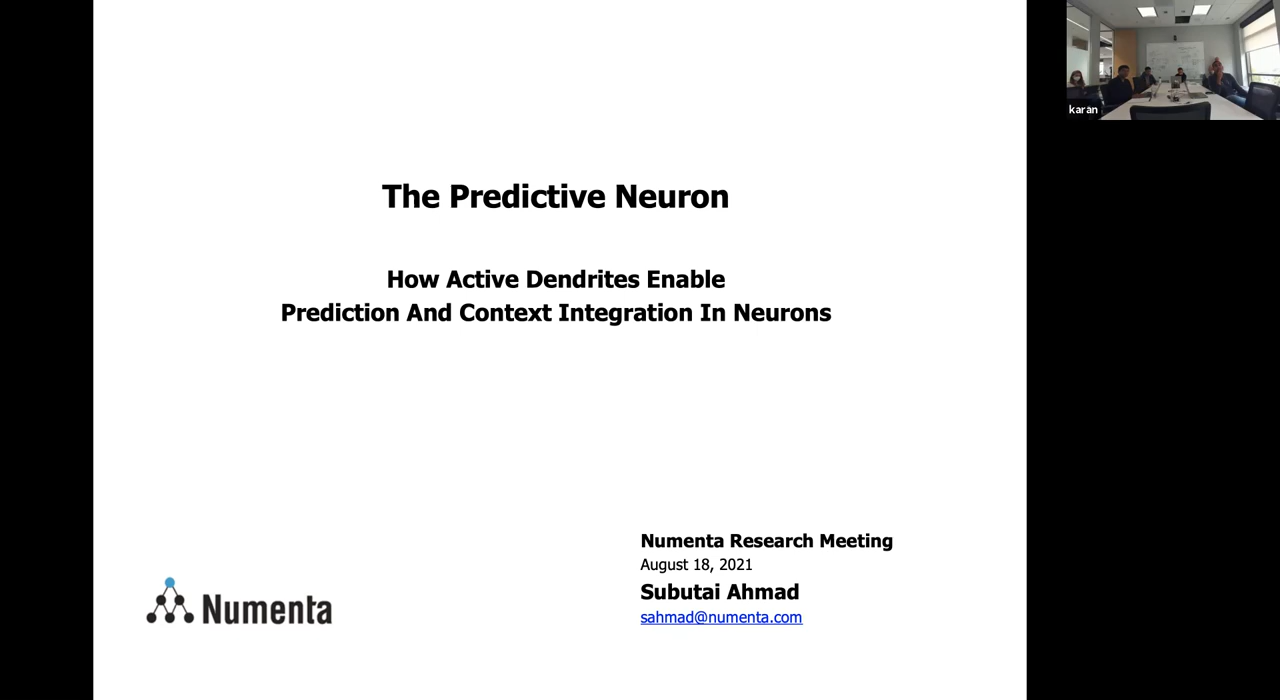 The Predictive Neuron
How Active Dendrites Enable
Prediction And Context Integration In Neurons
Numenta Research Meeting
August 18, 2021
Subutai Ahmad
sahmad@numenta.com
Numenta
karan